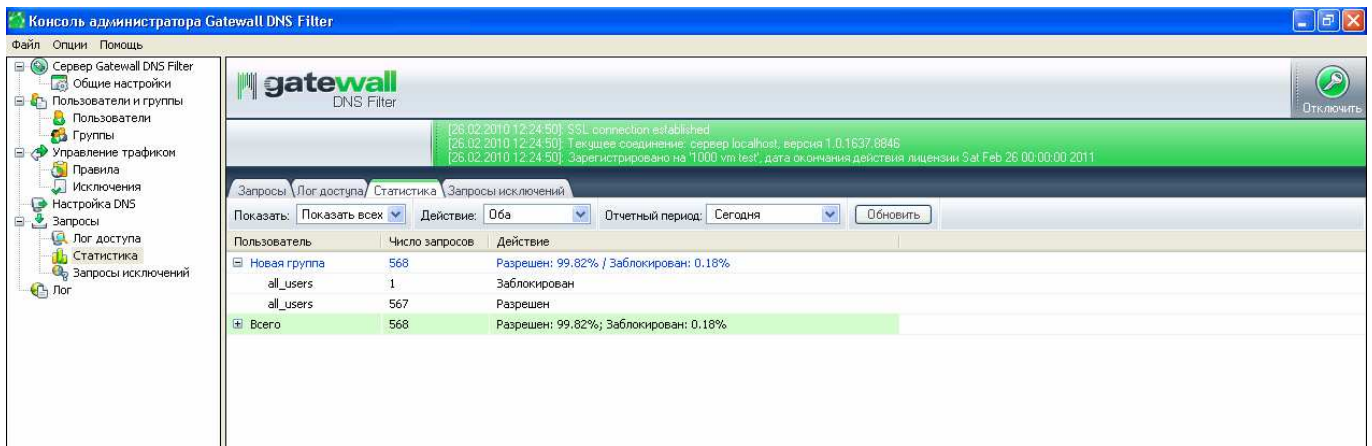 Консоль администратора Gatewall DNS Filter
Файл Опции Помощь
Сервер Gatewall DNS Filter
Общие настройки
Пользователи и группы
Пользователи
Группы
Управление трафиком
Правила
Исключения
Настройка DNS
Запросы
Лог доступа
Статистика
Запросы исключений
Лог
gatewall
DNS Filter
Отключить
[26.02.2010 12:24:50]: SSL connection established
[26.02.2010 12:24:50]: Текущее соединение: сервер localhost, версия 1.0.1637.8846
[26.02.2010 12:24:50]: Зарегистрировано на '1000 vm test', дата окончания действия лицензии Sat Feb 26 00:00:00 2011
Запросы Лог доступа Статистика Запросы исключений
Показать: Показать всех Действие: Оба Отчетный период: Сегодня Обновить
Пользователь Число запросов Действие
Новая группа 568 Разрешен: 99.82% / Заблокирован: 0.18%
all_users 1 Заблокирован
all_users 567 Разрешен
Всего 568 Разрешен: 99.82%; Заблокирован: 0.18%